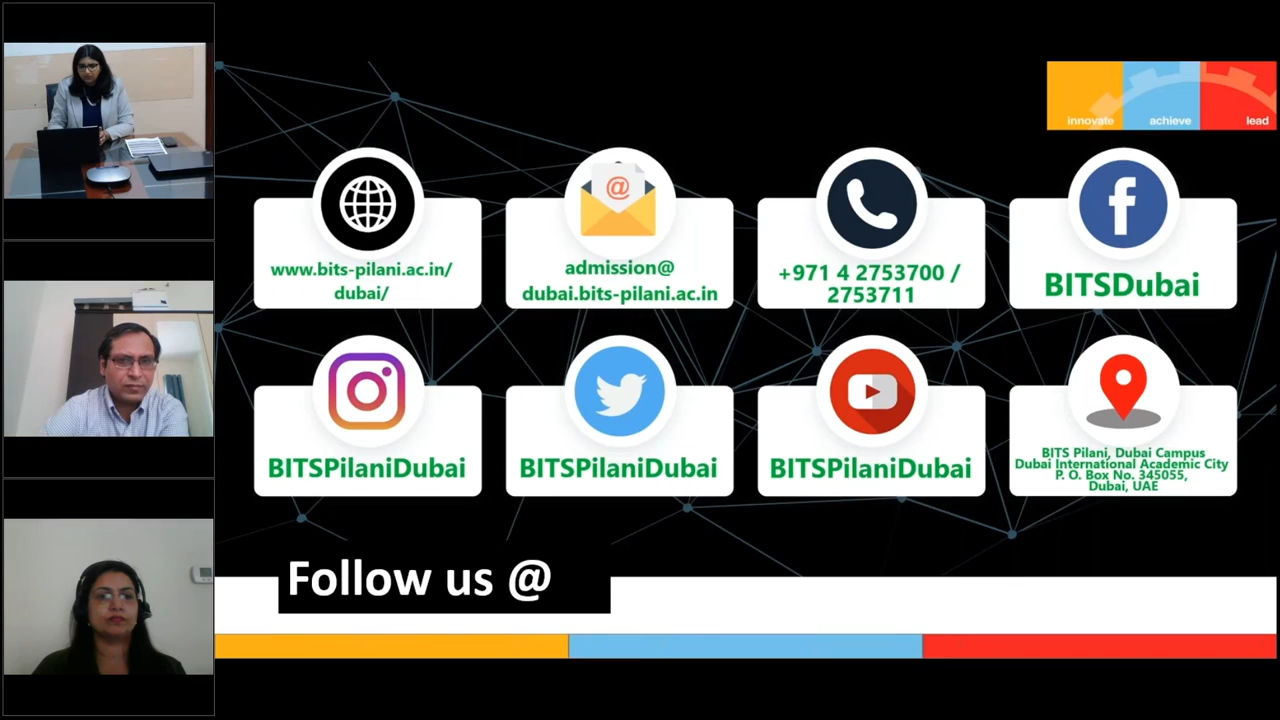 innovate achieve lead
www.bits-pilani.ac.in/
dubai/
@
admission@
dubai.bits-pilani.ac.in
+971 4 2753700 /
2753711
f
BITSDubai
BITSPilaniDubai
BITSPilaniDubai
BITSPilaniDubai
BITS Pilani, Dubai Campus
Dubai International Academic City
P. O. Box No. 345055,
Dubai, UAE
Follow us @